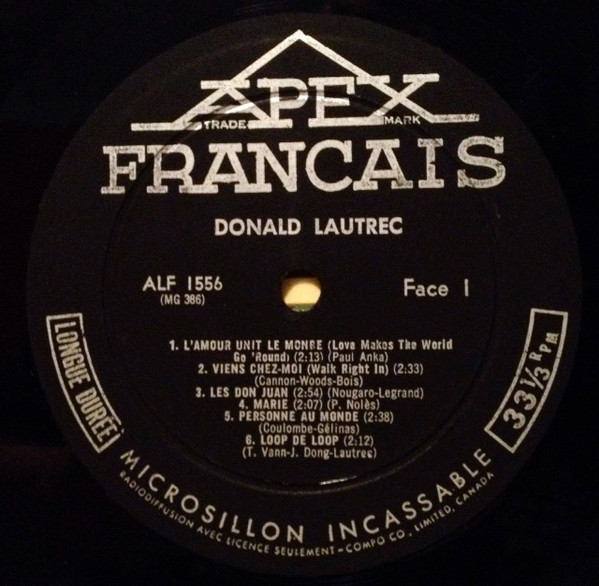 APEX
TRADE MARK
FRANCAIS
DONALD LAUTREC
ALF 1556
(MG 386)
Face 1
1. L'AMOUR UNIT LE MONDE (Love Makes The World
Go 'Round) (2:13) (Paul Anka)
2. VIENS CHEZ-MOI (Walk Right In) (2:33)
(Cannon-Woods-Bois)
3. LES DON JUAN (2:54) (Nougaro-Legrand)
4. MARIE (2:07) (P. Nolès)
5. PERSONNE AU MONDE (2:38)
(Coulombe-Gélinas)
6. LOOP DE LOOP (2:12)
(T. Vann-J. Dong-Lautrec)
LONGUE DURÉE
33 1/3 RPM
MICROSILLON INCASSABLE
RADIODIFFUSION AVEC LICENCE SEULEMENT–COMPO CO., LIMITED, CANADA